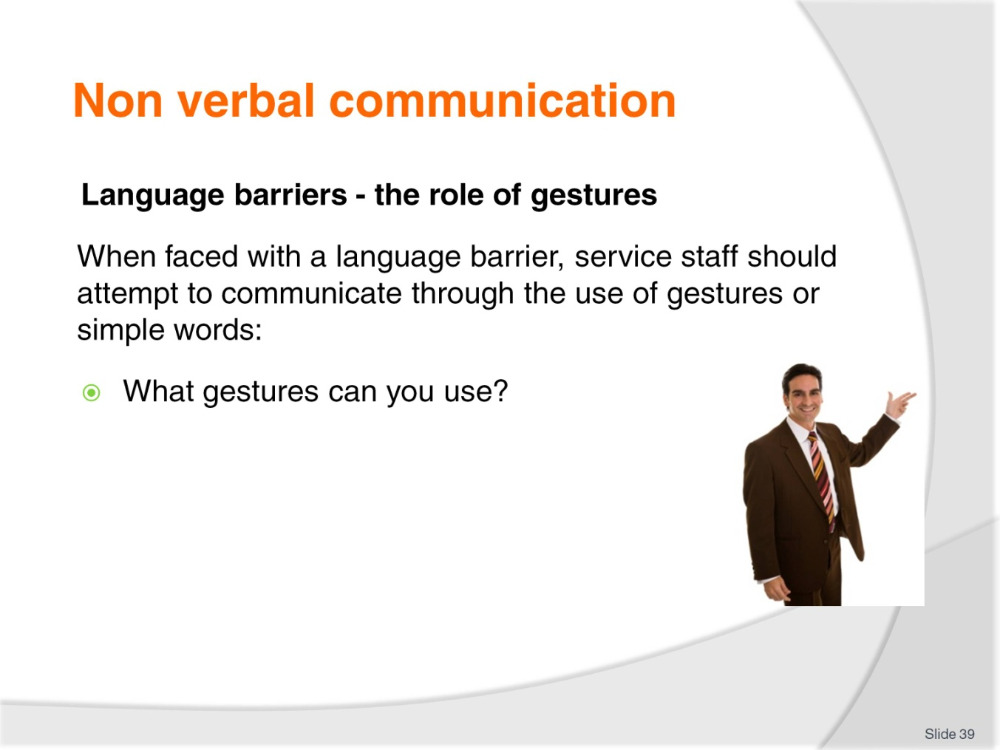 Non verbal communication
Language barriers - the role of gestures
When faced with a language barrier, service staff should
attempt to communicate through the use of gestures or
simple words:
What gestures can you use?
Slide 39